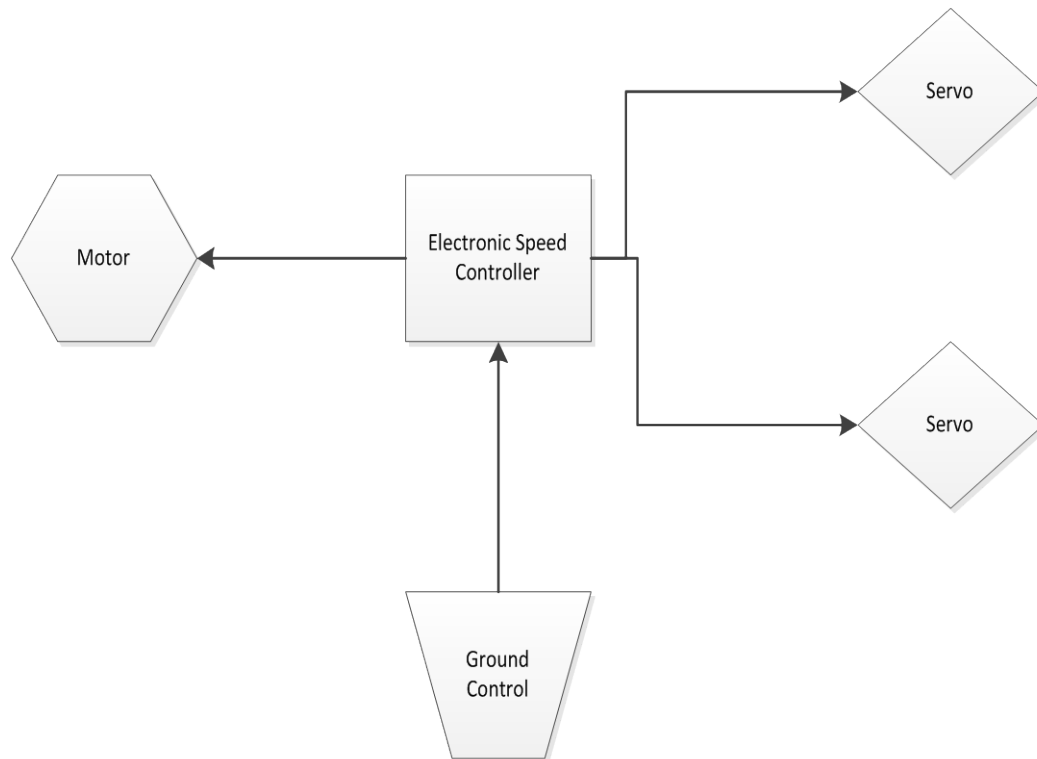 Servo
Motor
Electronic Speed
Controller
Servo
Ground
Control